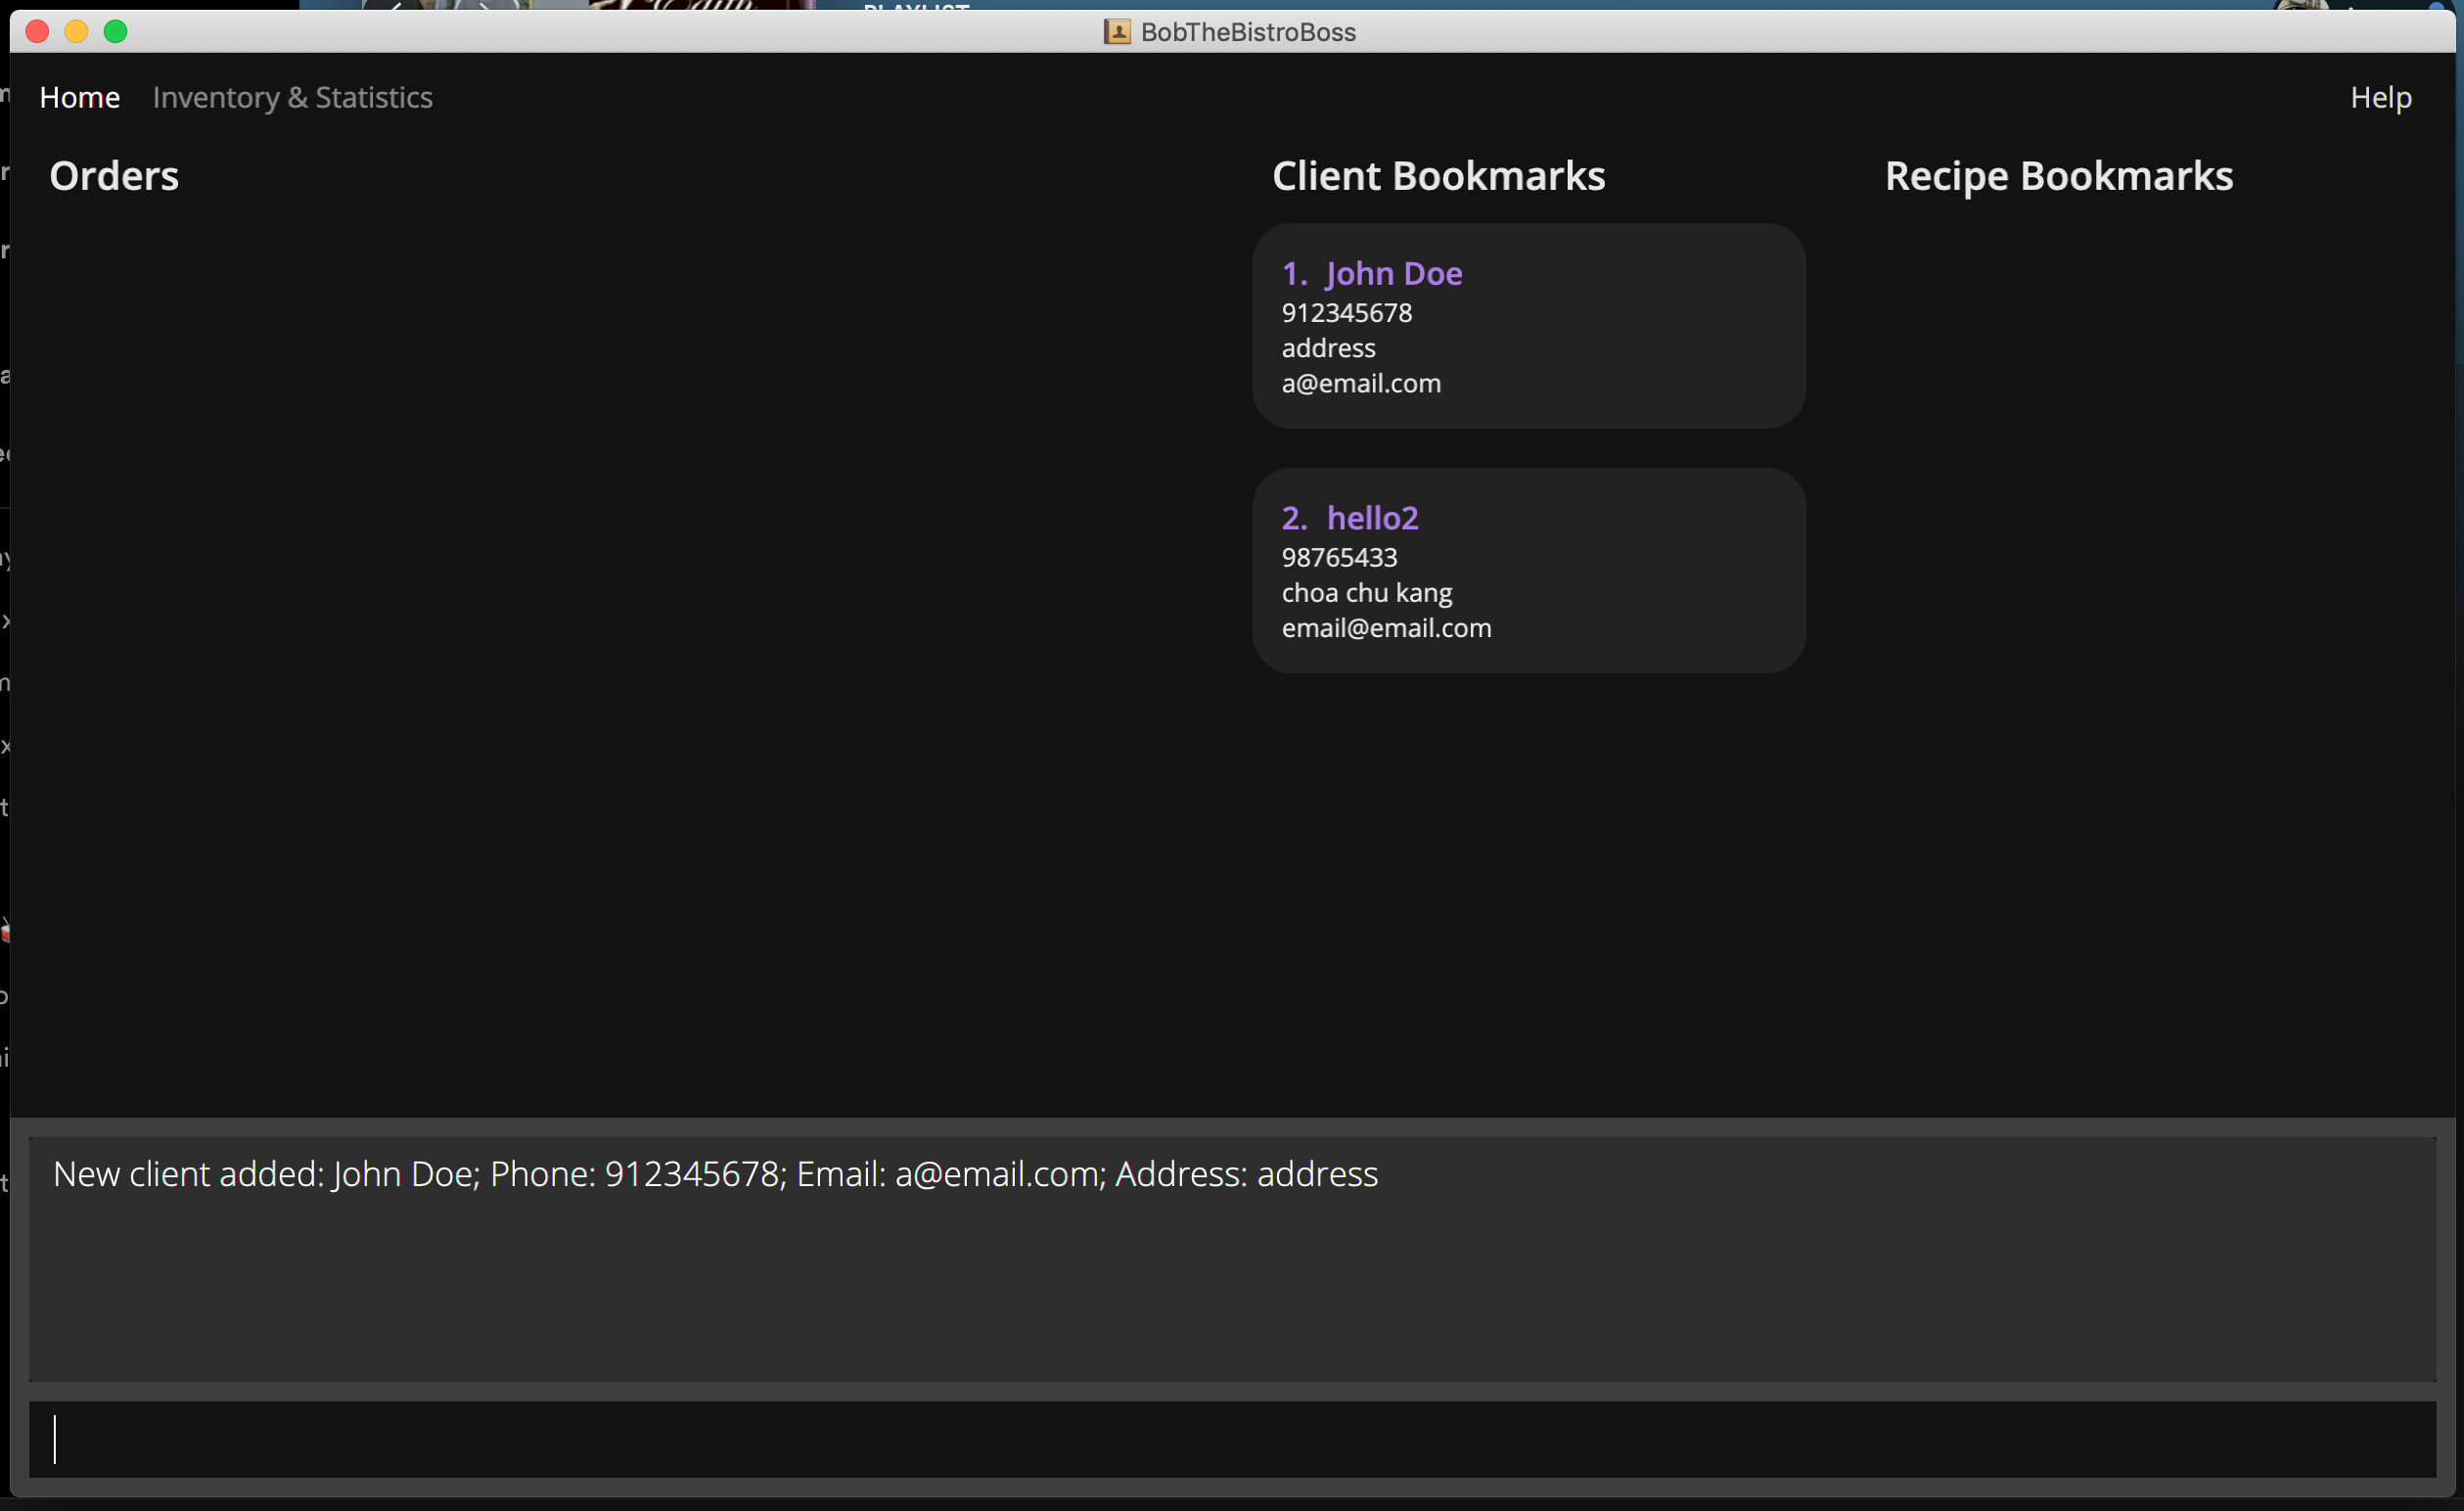 BobTheBistroBoss
Home Inventory & Statistics Help
Orders
Client Bookmarks
1. John Doe
912345678
address
a@email.com
2. hello2
98765433
choa chu kang
email@email.com
Recipe Bookmarks
New client added: John Doe; Phone: 912345678; Email: a@email.com; Address: address